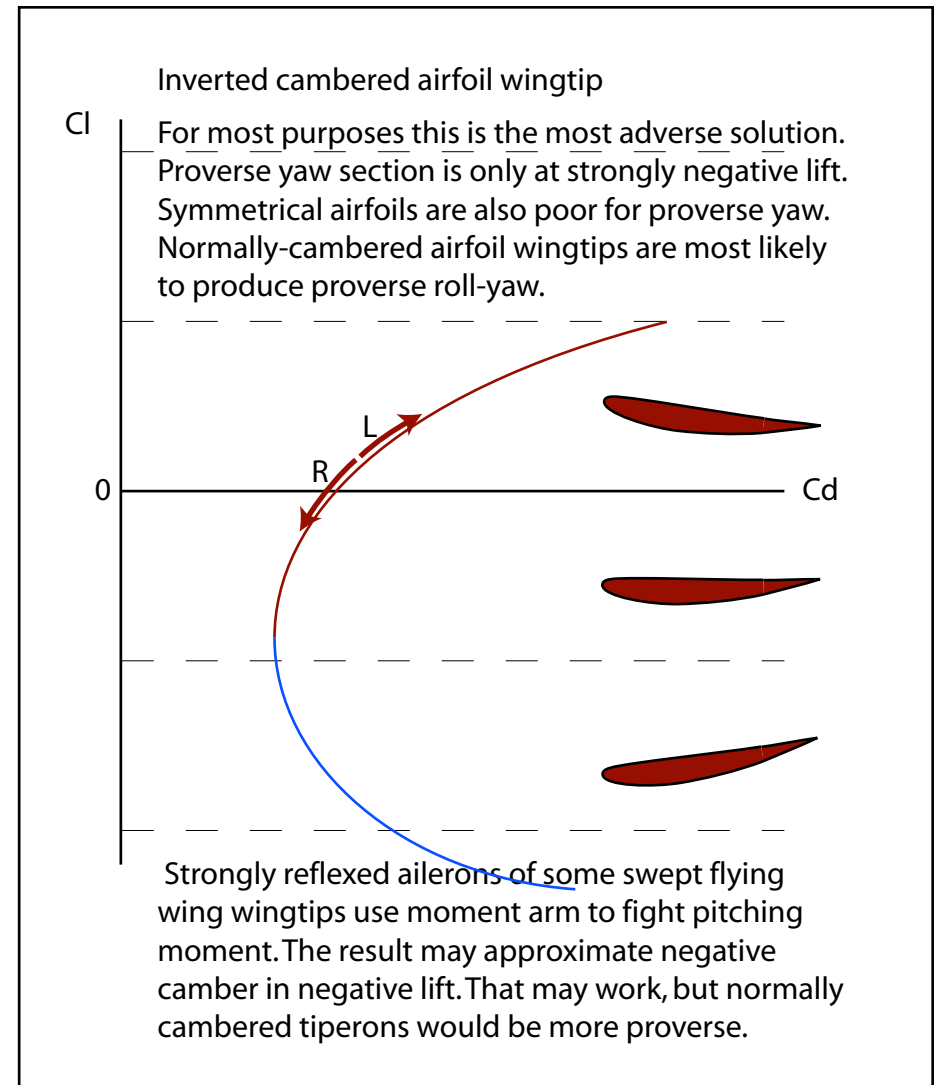 Inverted cambered airfoil wingtip
Cl
For most purposes this is the most adverse solution.
Proverse yaw section is only at strongly negative lift.
Symmetrical airfoils are also poor for proverse yaw.
Normally-cambered airfoil wingtips are most likely
to produce proverse roll-yaw.
L
R
0
Cd
Strongly reflexed ailerons of some swept flying
wing wingtips use moment arm to fight pitching
moment. The result may approximate negative
camber in negative lift. That may work, but normally
cambered tiperons would be more proverse.